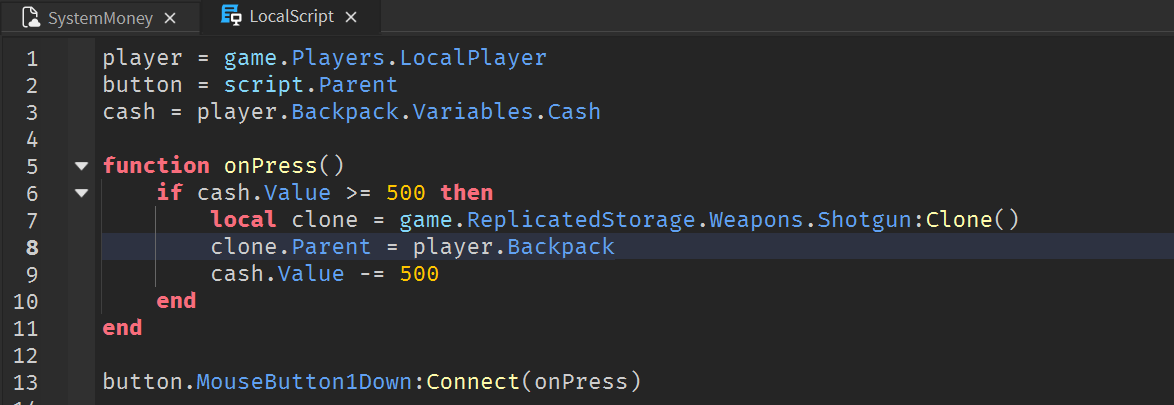 SystemMoney × LocalScript ×
1 player = game.Players.LocalPlayer
2 button = script.Parent
3 cash = player.Backpack.Variables.Cash
4
5 function onPress()
6 if cash.Value >= 500 then
7 local clone = game.ReplicatedStorage.Weapons.Shotgun:Clone()
8 clone.Parent = player.Backpack
9 cash.Value -= 500
10 end
11 end
12
13 button.MouseButton1Down:Connect(onPress)